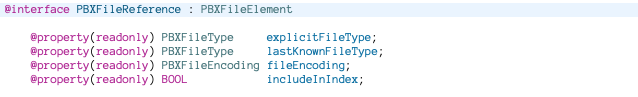 @interface PBXFileReference : PBXFileElement
@property(readonly) PBXFileType explicitFileType;
@property(readonly) PBXFileType lastKnownFileType;
@property(readonly) PBXFileEncoding fileEncoding;
@property(readonly) BOOL includeInIndex;